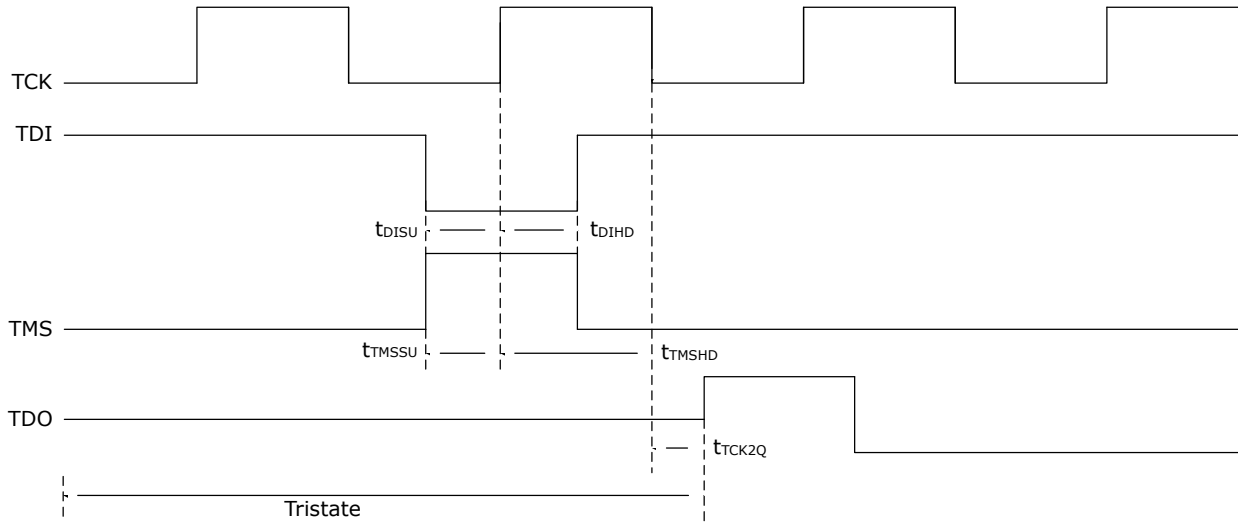 TCK
TDI
tDISU tDIHD
TMS
tTMSSU tTMSHD
TDO
tTCK2Q
Tristate